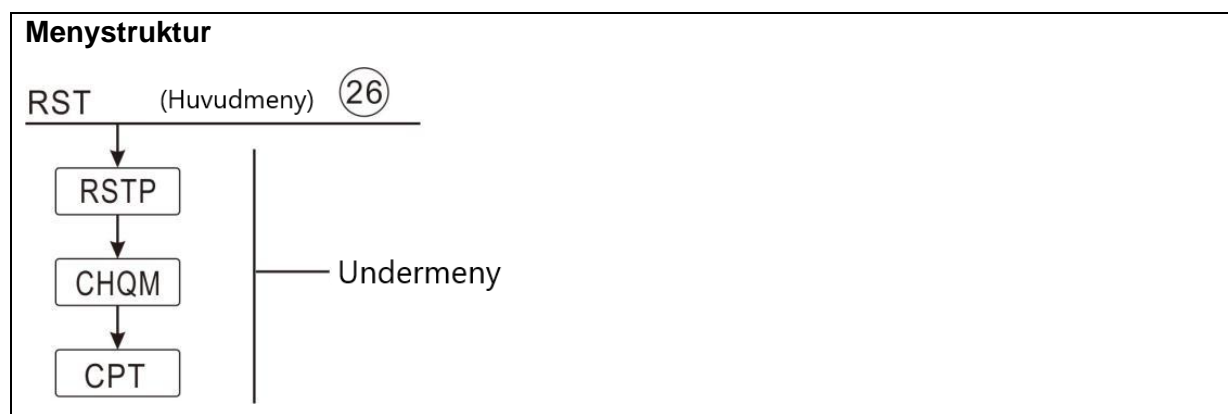 Menystruktur
RST (Huvudmeny) 26
RSTP
CHQM
Undermeny
CPT